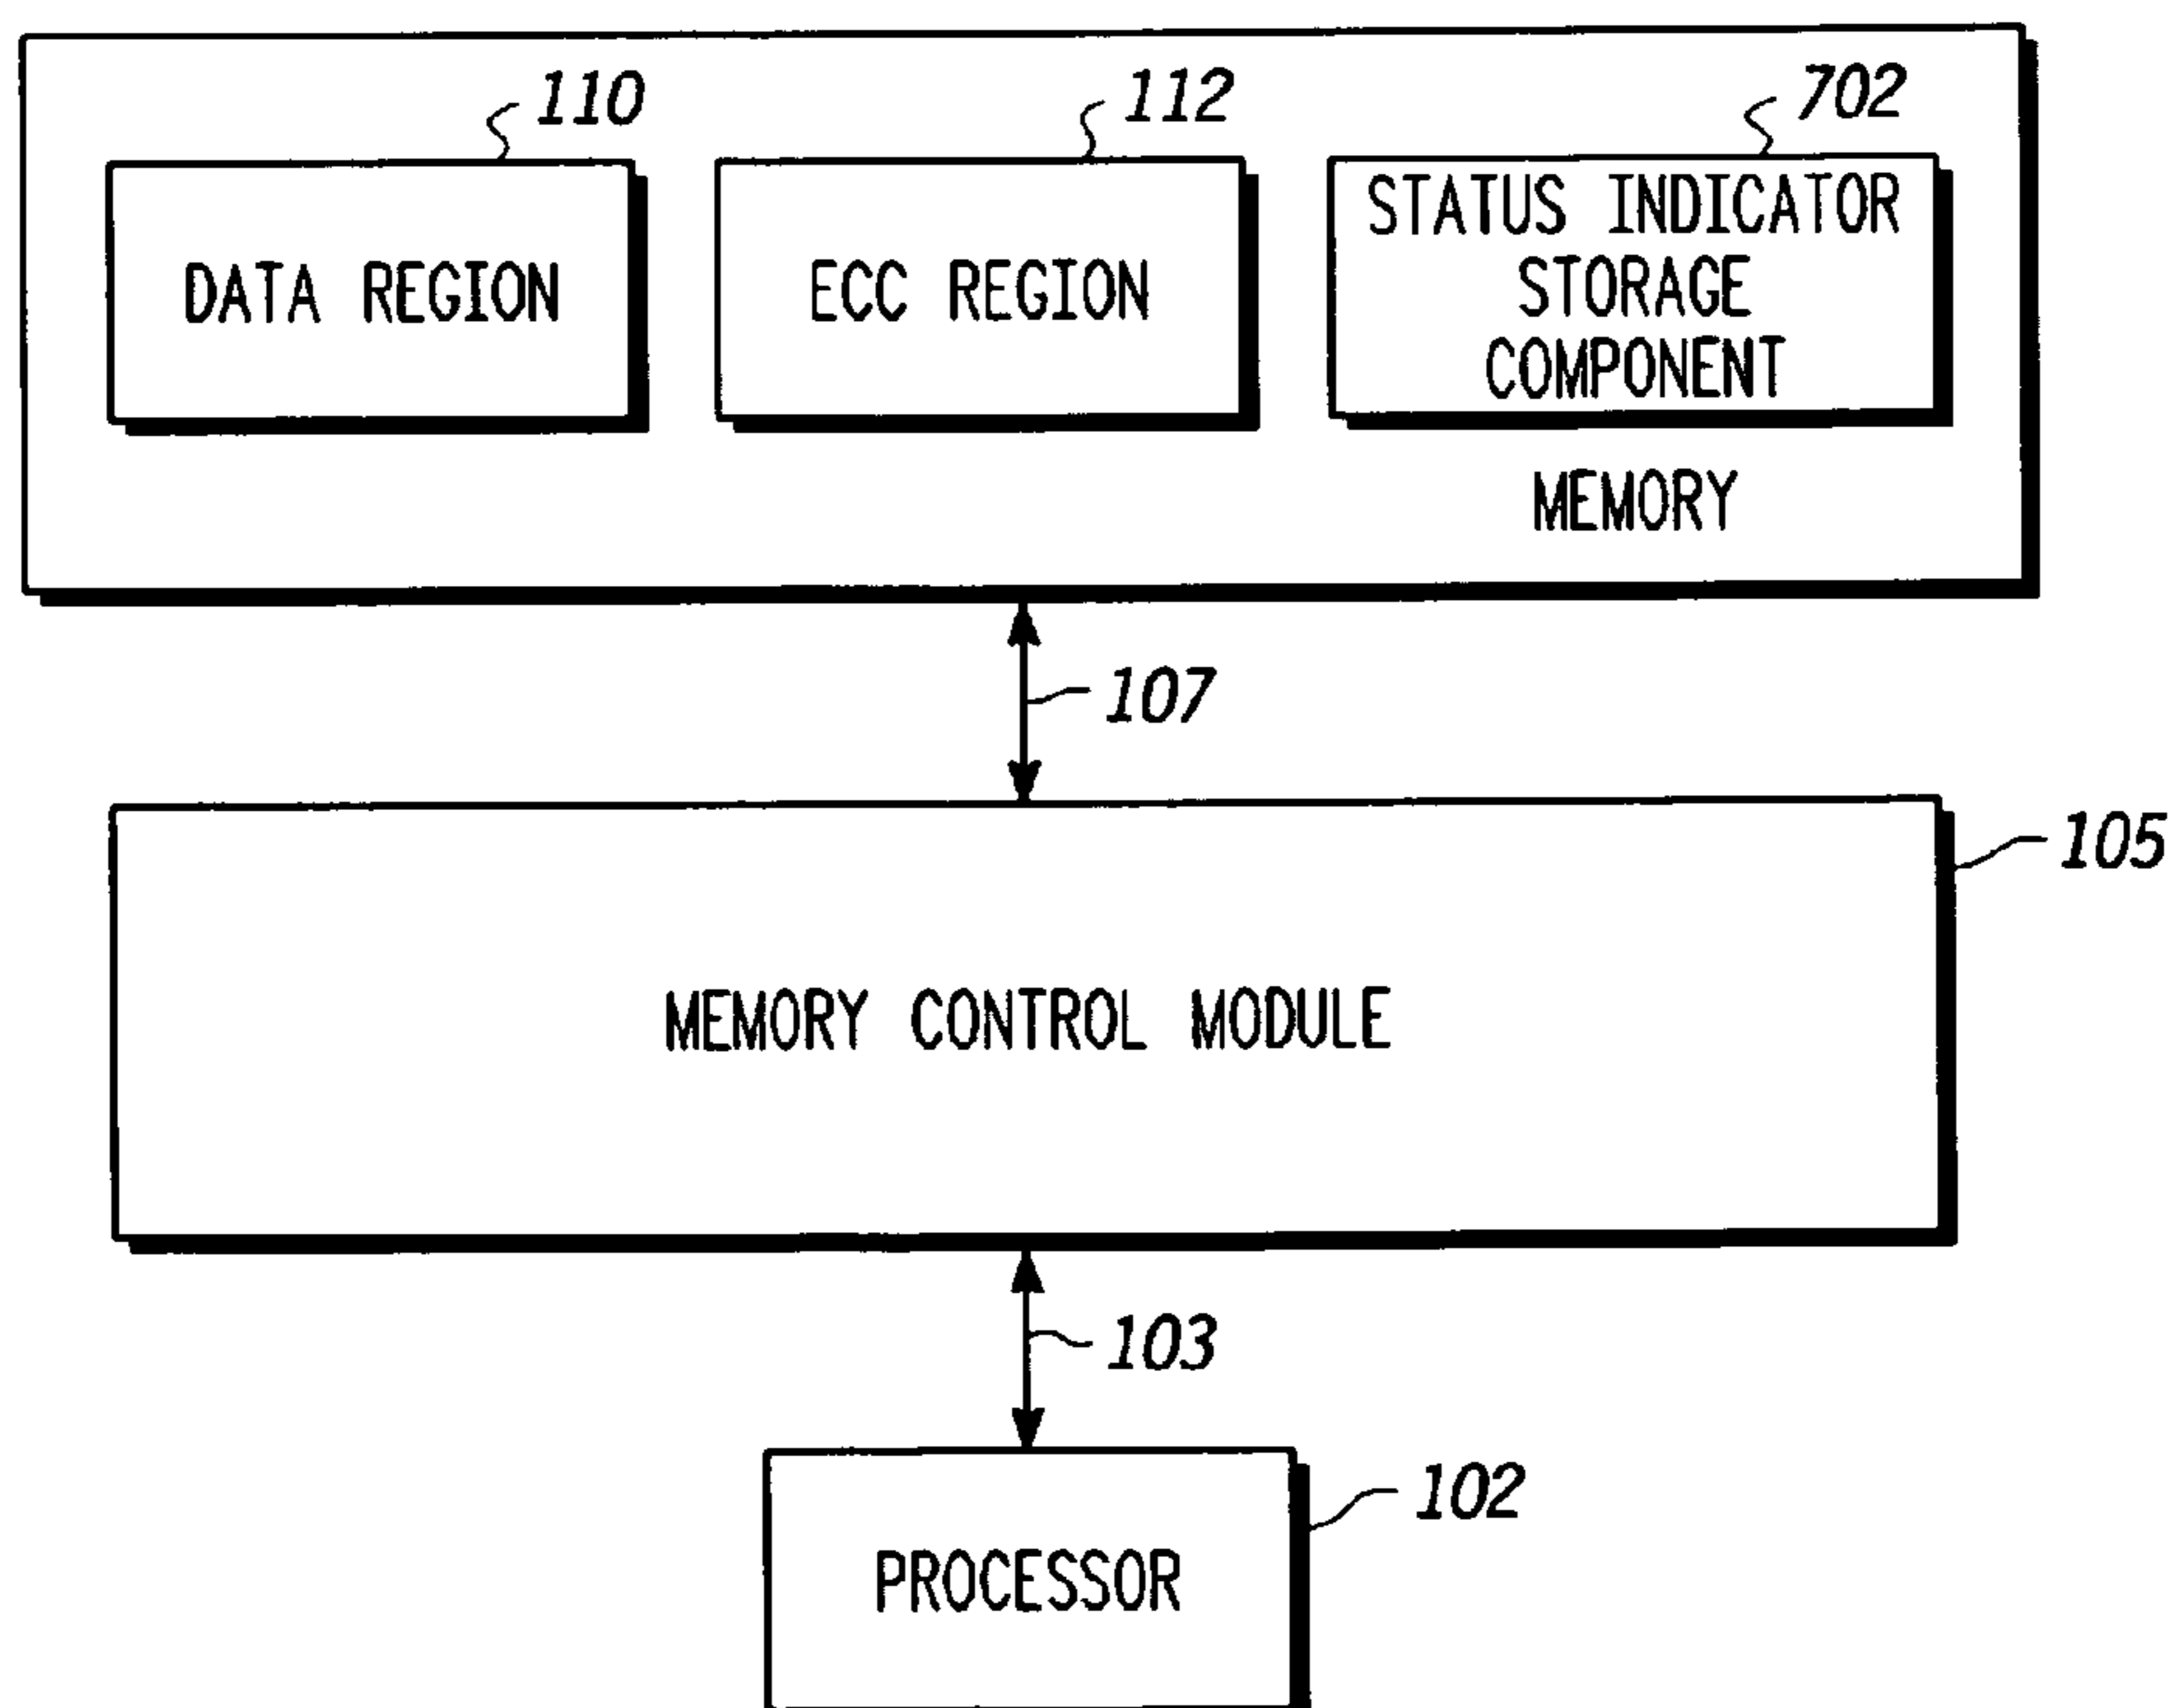 110
112
702
DATA REGION
ECC REGION
STATUS INDICATOR
STORAGE
COMPONENT
MEMORY
107
105
MEMORY CONTROL MODULE
103
102
PROCESSOR